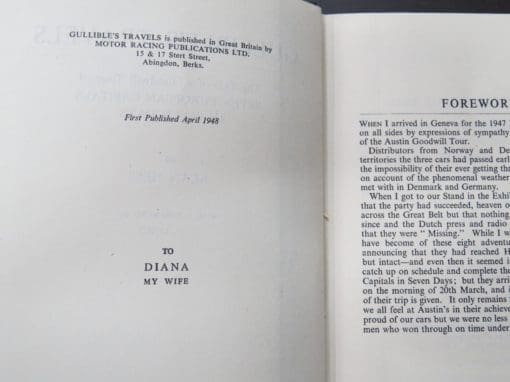 GULLIBLE'S TRAVELS is published in Great Britain by
MOTOR RACING PUBLICATIONS LTD.
15 & 17 Stert Street,
Abingdon, Berks.
First Published April 1948
TO
DIANA
MY WIFE
FOREWOR
WHEN I arrived in Geneva for the 1947
on all sides by expressions of sympathy
of the Austin Goodwill Tour.
Distributors from Norway and De
territories the three cars had passed earl
the impossibility of their ever getting thr
on account of the phenomenal weather
met with in Denmark and Germany.
When I got to our Stand in the Exhi
that the party had succeeded, heaven o
across the Great Belt but that nothing
since and the Dutch press and radio
that they were " Missing." While I w
have become of these eight adventu
announcing that they had reached H
but intact—and even then it seemed i
catch up on schedule and complete the
Capitals in Seven Days; but they arriv
on the morning of 20th March, and i
of their trip is given. It only remains
we all feel at Austin's in their achieve
proud of our cars but we were no less
men who won through on time under